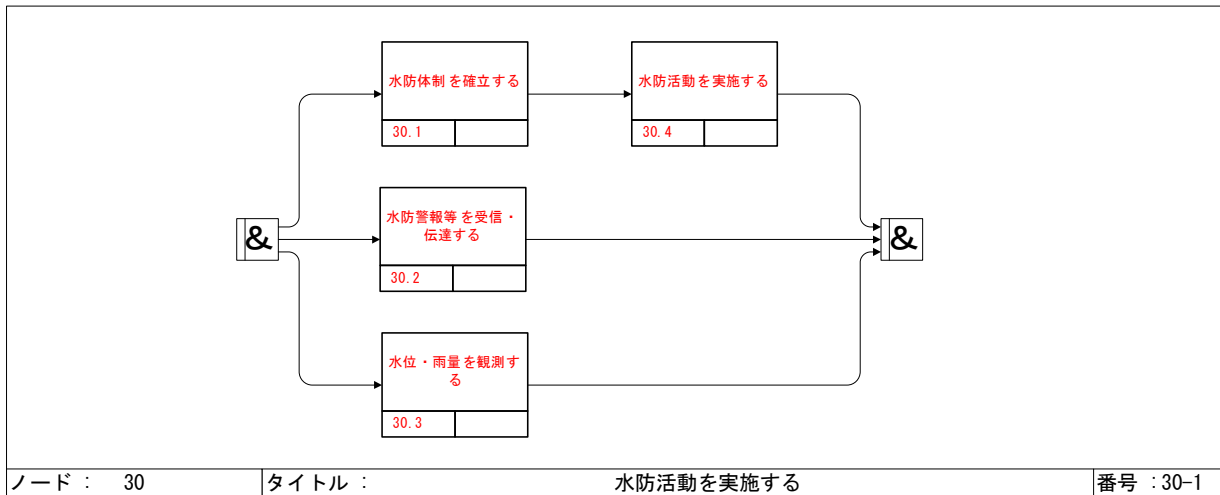 水防体制を確立する
30.1
水防活動を実施する
30.4
&
水防警報等を受信・
伝達する
30.2
&
水位・雨量を観測す
る
30.3
ノード： 30
タイトル：
水防活動を実施する
番号：30-1